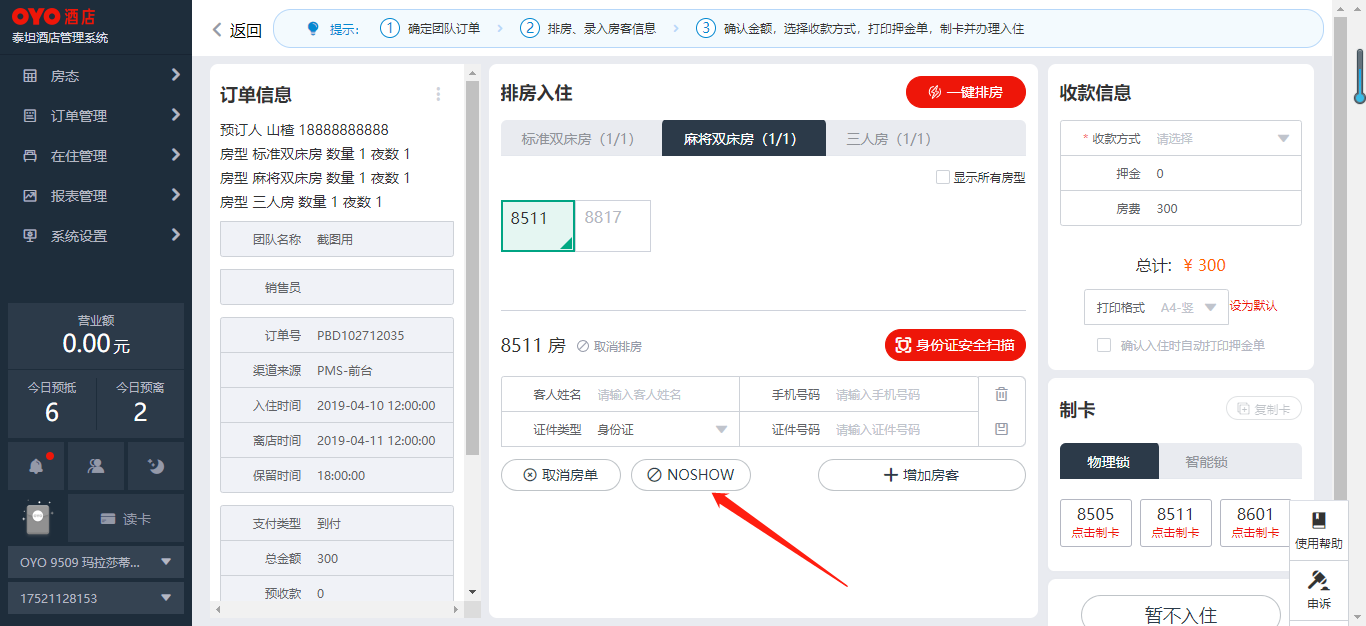 OYO 酒店
泰坦酒店管理系统
房态
订单管理
在住管理
报表管理
系统设置
营业额
0.00元
今日预抵
6
今日预离
2
读卡
OYO 9509 玛拉莎蒂...
17521128153
返回
提示:
1 确定团队订单
2 排房、录入房客信息
3 确认金额，选择收款方式，打印押金单，制卡并办理入住
订单信息
预订人 山楂 18888888888
房型 标准双床房 数量 1 夜数 1
房型 麻将双床房 数量 1 夜数 1
房型 三人房 数量 1 夜数 1
团队名称 截图用
销售员
订单号 PBD102712035
渠道来源 PMS-前台
入住时间 2019-04-10 12:00:00
离店时间 2019-04-11 12:00:00
保留时间 18:00:00
支付类型 到付
总金额 300
预收款 0
排房入住
一键排房
标准双床房（1/1） 麻将双床房（1/1） 三人房（1/1）
显示所有房型
8511 8817
8511 房 取消排房
身份证安全扫描
客人姓名 请输入客人姓名 手机号码 请输入手机号码
证件类型 身份证 证件号码 请输入证件号码
取消房单 NOSHOW 增加房客
收款信息
* 收款方式 请选择
押金 0
房费 300
总计: ¥ 300
打印格式 A4-竖 设为默认
确认入住时自动打印押金单
制卡 复制卡
物理锁 智能锁
8505 8511 8601
点击制卡 点击制卡 点击制卡
使用帮助
申诉
暂不入住